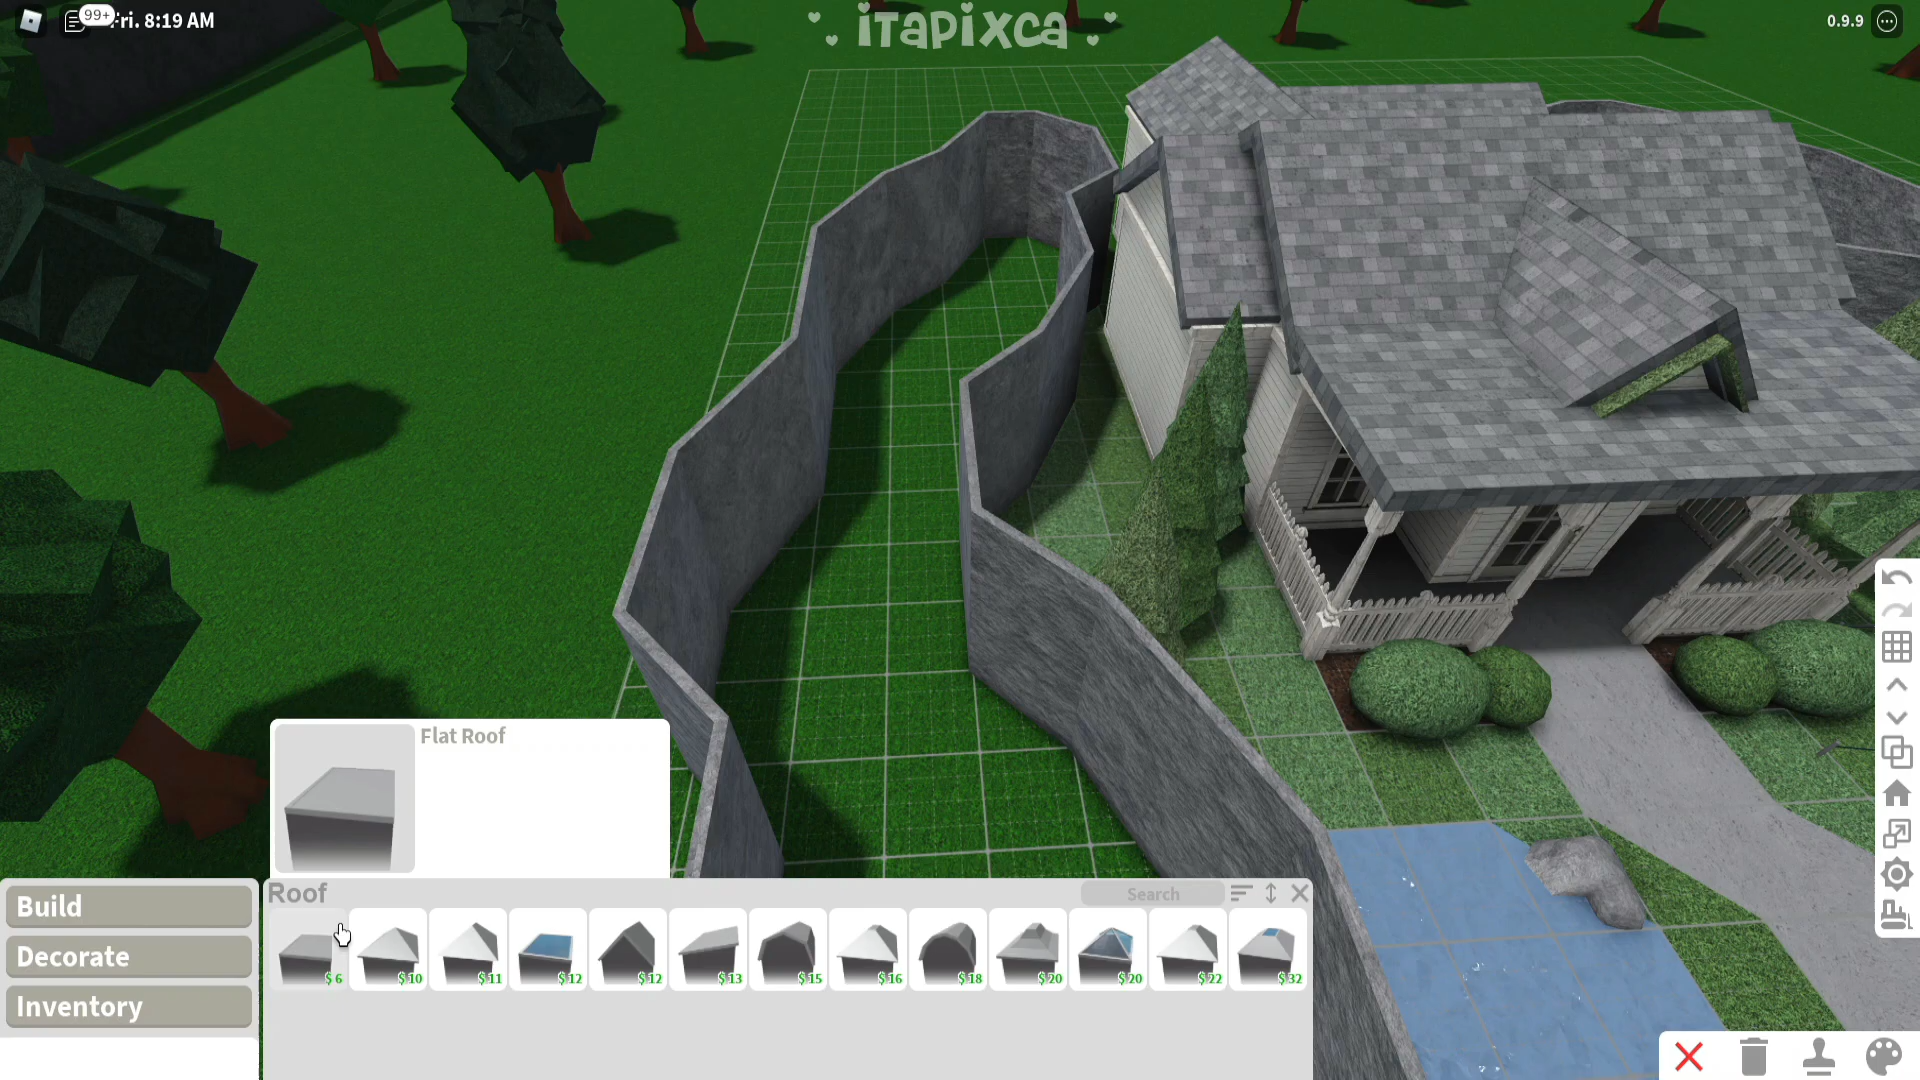 99+
Fri. 8:19 AM
iTaPiXca
0.9.9
Flat Roof
Roof
Search
$6
$10
$11
$12
$12
$13
$15
$16
$18
$20
$20
$22
$32
Build
Decorate
Inventory